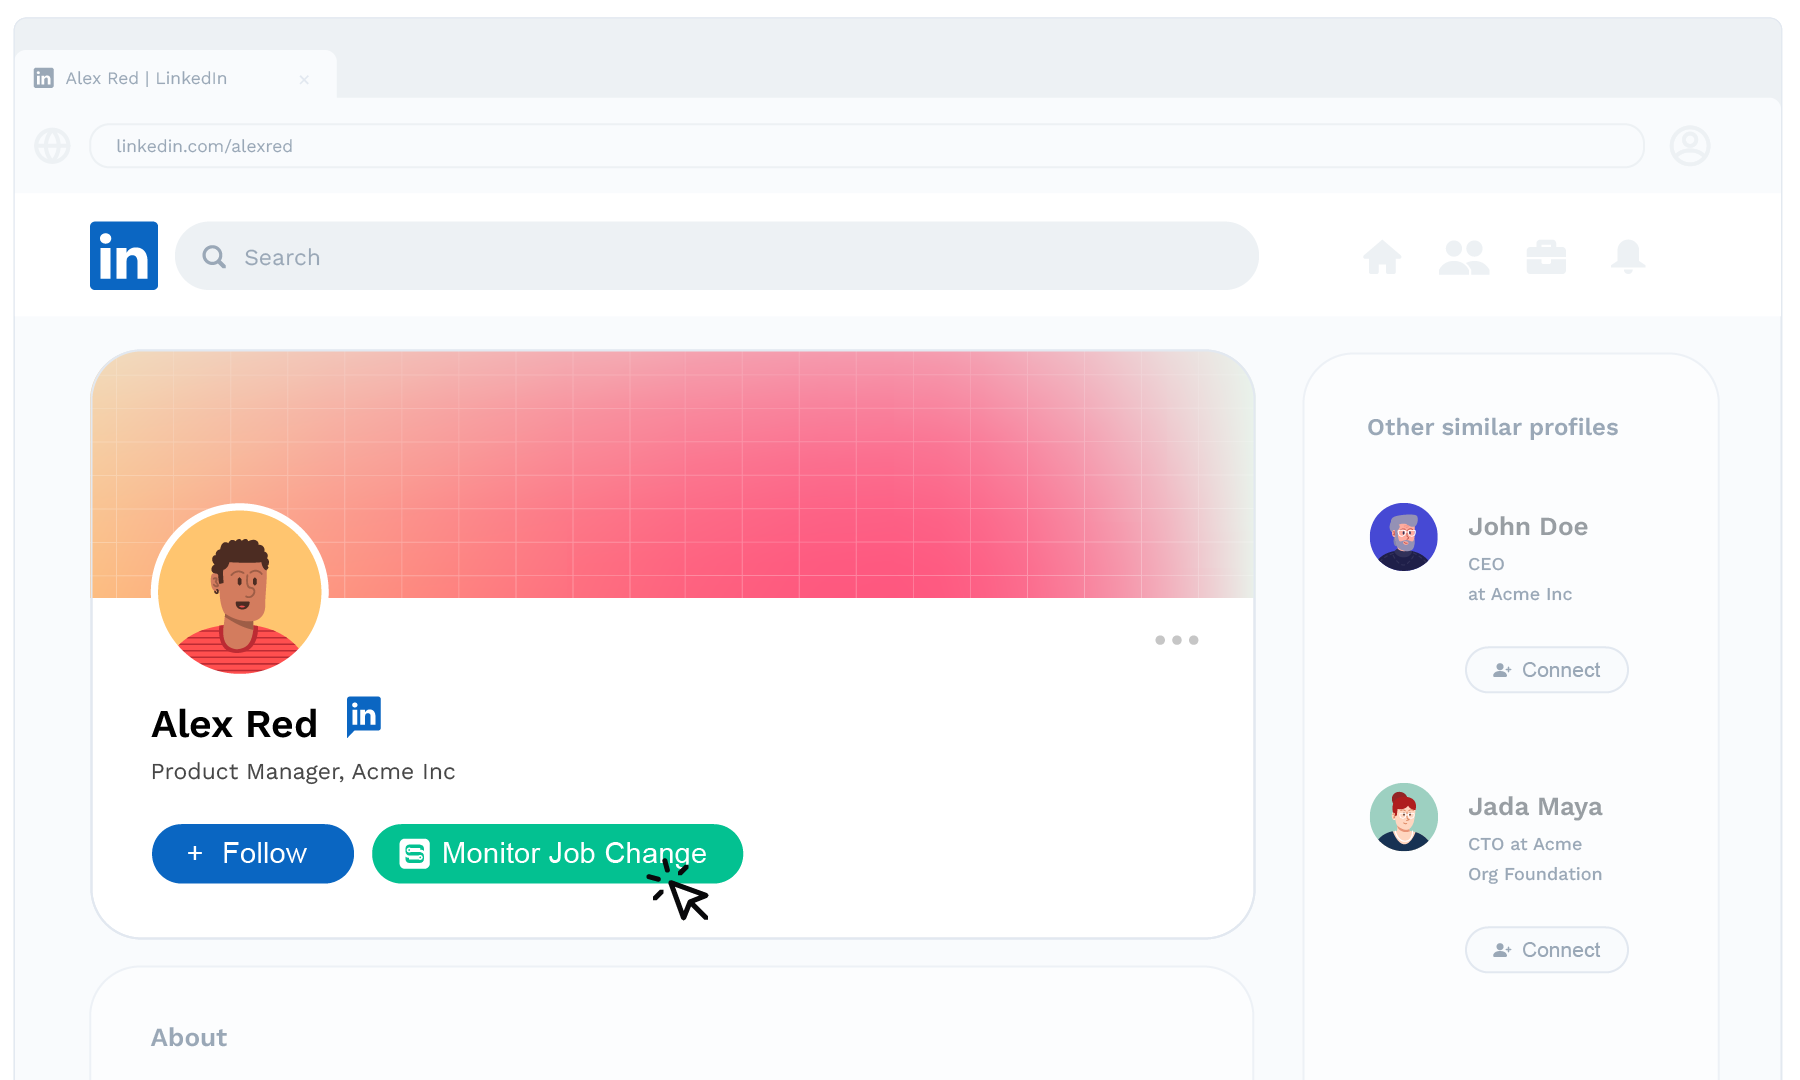 in Alex Red | LinkedIn ×
linkedin.com/alexred
in Search
Other similar profiles
John Doe
CEO
at Acme Inc
Connect
Alex Red in
Product Manager, Acme Inc
+ Follow
S Monitor Job Change
Jada Maya
CTO at Acme
Org Foundation
Connect
About